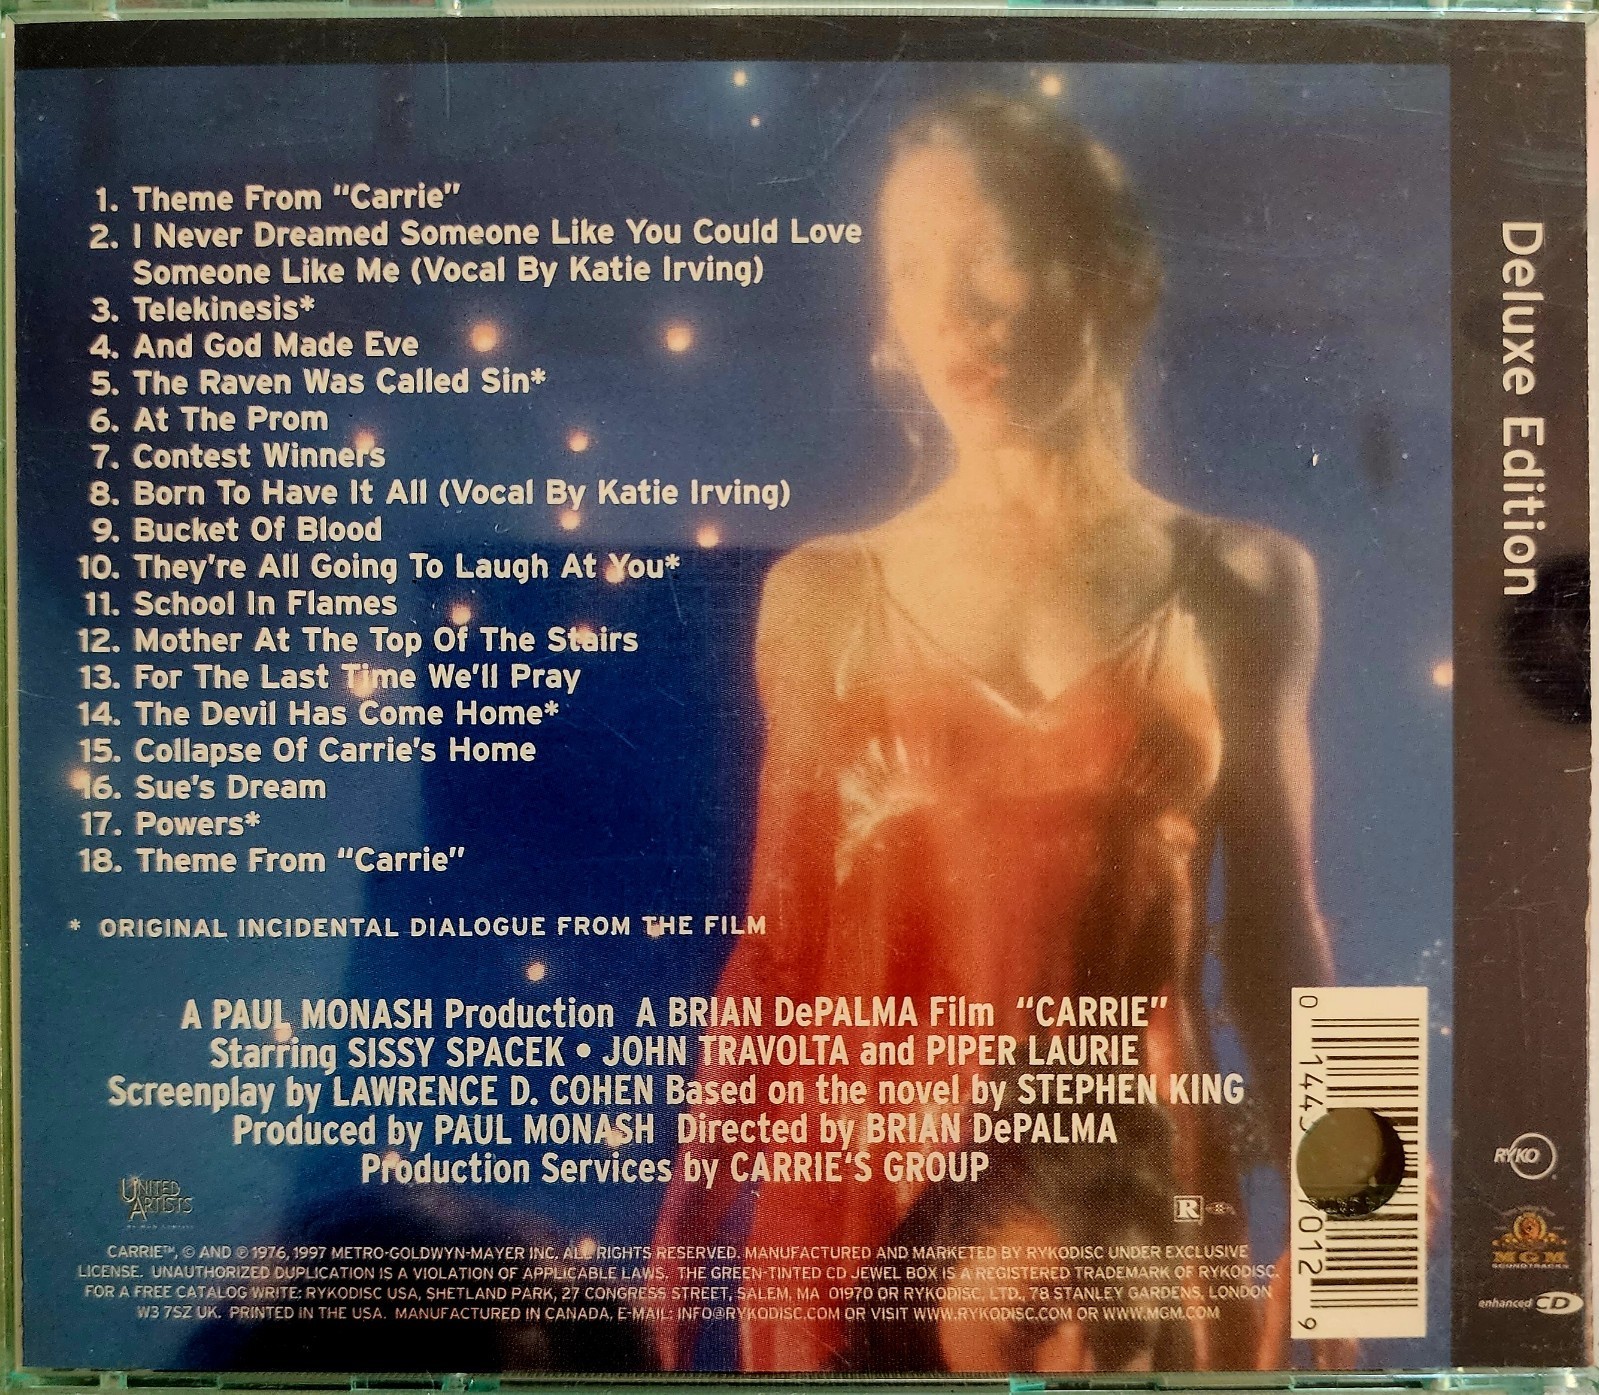 1. Theme From "Carrie"
2. I Never Dreamed Someone Like You Could Love
Someone Like Me (Vocal By Katie Irving)
3. Telekinesis*
4. And God Made Eve
5. The Raven Was Called Sin*
6. At The Prom
7. Contest Winners
8. Born To Have It All (Vocal By Katie Irving)
9. Bucket Of Blood
10. They're All Going To Laugh At You*
11. School In Flames
12. Mother At The Top Of The Stairs
13. For The Last Time We'll Pray
14. The Devil Has Come Home*
15. Collapse Of Carrie's Home
16. Sue's Dream
17. Powers*
18. Theme From "Carrie"
* ORIGINAL INCIDENTAL DIALOGUE FROM THE FILM
A PAUL MONASH Production A BRIAN DePALMA Film "CARRIE"
Starring SISSY SPACEK • JOHN TRAVOLTA and PIPER LAURIE
Screenplay by LAWRENCE D. COHEN Based on the novel by STEPHEN KING
Produced by PAUL MONASH Directed by BRIAN DePALMA
Production Services by CARRIE'S GROUP
UNITED
ARTISTS
R
CARRIE™, © AND ℗ 1976, 1997 METRO-GOLDWYN-MAYER INC. ALL RIGHTS RESERVED. MANUFACTURED AND MARKETED BY RYKODISC UNDER EXCLUSIVE
LICENSE. UNAUTHORIZED DUPLICATION IS A VIOLATION OF APPLICABLE LAWS. THE GREEN-TINTED CD JEWEL BOX IS A REGISTERED TRADEMARK OF RYKODISC.
FOR A FREE CATALOG WRITE: RYKODISC USA, SHETLAND PARK, 27 CONGRESS STREET, SALEM, MA 01970 OR RYKODISC, LTD., 78 STANLEY GARDENS, LONDON
W3 7SZ UK. PRINTED IN THE USA. MANUFACTURED IN CANADA. E-MAIL: INFO@RYKODISC.COM OR VISIT WWW.RYKODISC.COM OR WWW.MGM.COM
0 1443 7012 9
Deluxe Edition
RYKO
MGM
SOUNDTRACKS
enhanced CD